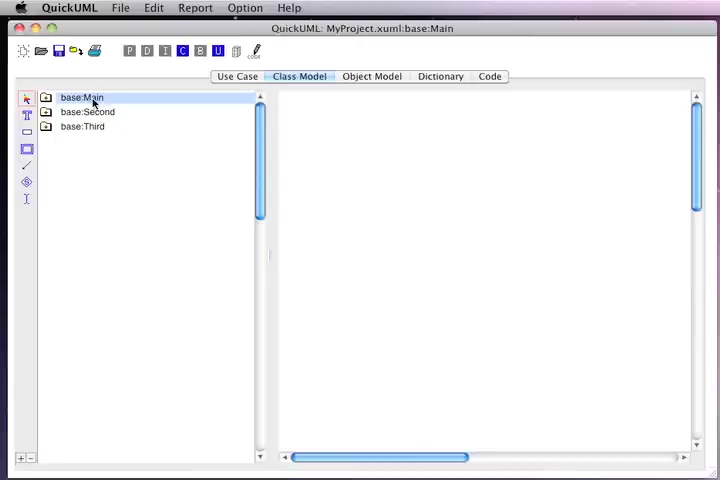 QuickUML File Edit Report Option Help
QuickUML: MyProject.xuml:base:Main
P D I C B U CODE
Use Case Class Model Object Model Dictionary Code
base:Main
base:Second
base:Third